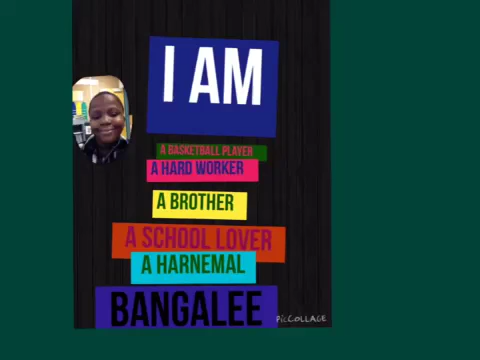 I AM
A BASKETBALL PLAYER
A HARD WORKER
A BROTHER
A SCHOOL LOVER
A HARNEMAL
BANGALEE
PicCOLLAGE